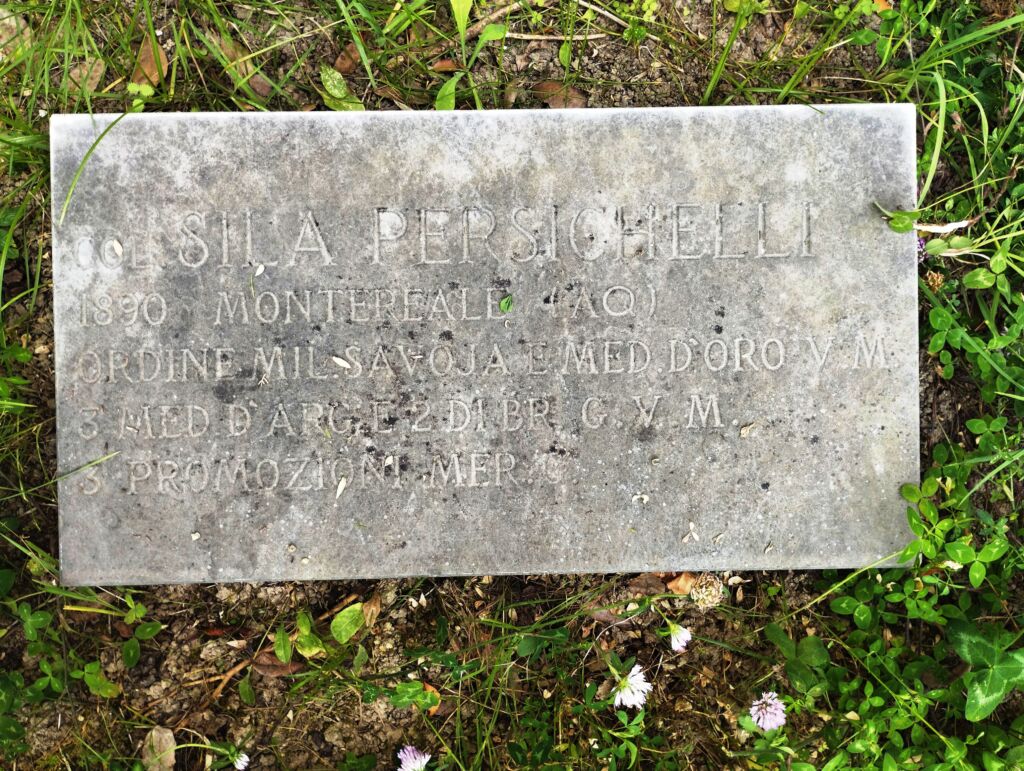 COL. SILA PERSICHELLI
1890 MONTEREALE (AQ)
ORDINE MIL. SAVOJA E MED. D'ORO V. M.
3 MED. D'ARG. E 2 DI BR. G. V. M.
3 PROMOZIONI MER. G.